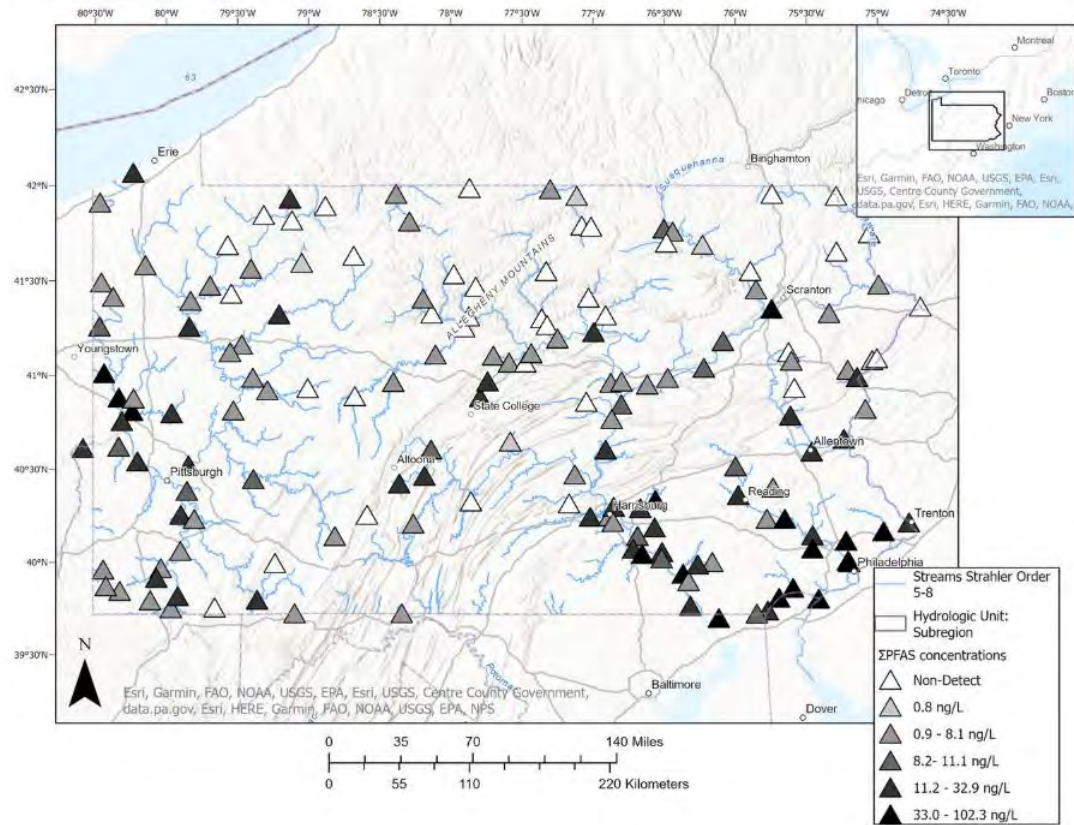 80°30'W 80°W 79°30'W 79°W 78°30'W 78°W 77°30'W 77°W 76°30'W 76°W 75°30'W 75°W 74°30'W
42°30'N
42°N
41°30'N
41°N
40°30'N
40°N
39°30'N
63
Erie
Susquehanna
Binghamton
ALLEGHENY MOUNTAINS
Scranton
Youngstown
State College
Pittsburgh
Altoona
Allentown
Harrisburg
Reading
Trenton
Philadelphia
Baltimore
Dover
Montreal
Toronto
Detroit
Boston
New York
Washington
Esri, Garmin, FAO, NOAA, USGS, EPA, Esri,
USGS, Centre County Government,
data.pa.gov, Esri, HERE, Garmin, FAO, NOAA,
N
Esri, Garmin, FAO, NOAA, USGS, EPA, Esri, USGS, Centre County Government,
data.pa.gov, Esri, HERE, Garmin, FAO, NOAA, USGS, EPA, NPS
0 35 70 140 Miles
0 55 110 220 Kilometers
Streams Strahler Order
5-8
Hydrologic Unit:
Subregion
ΣPFAS concentrations
Non-Detect
0.8 ng/L
0.9 - 8.1 ng/L
8.2- 11.1 ng/L
11.2 - 32.9 ng/L
33.0 - 102.3 ng/L